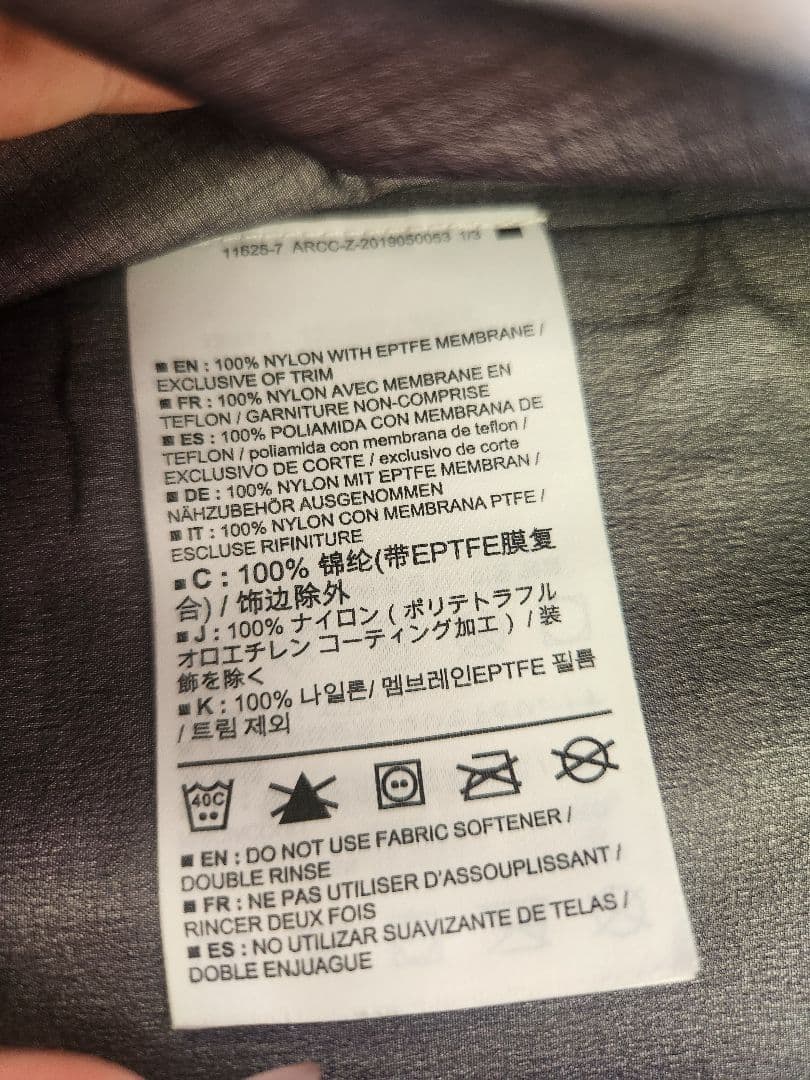 11625-7 ARCC-Z-2019050053 1/3
EN : 100% NYLON WITH EPTFE MEMBRANE /
EXCLUSIVE OF TRIM
FR : 100% NYLON AVEC MEMBRANE EN
TEFLON / GARNITURE NON-COMPRISE
ES : 100% POLIAMIDA CON MEMBRANA DE
TEFLON / poliamida con membrana de teflon /
EXCLUSIVO DE CORTE / exclusivo de corte
DE : 100% NYLON MIT EPTFE MEMBRAN /
NÄHZUBEHÖR AUSGENOMMEN
IT : 100% NYLON CON MEMBRANA PTFE /
ESCLUSE RIFINITURE
C : 100% 锦纶(带EPTFE膜复
合) / 饰边除外
J : 100% ナイロン ( ポリテトラフル
オロエチレン コーティング加工 ) / 装
飾を除く
K : 100% 나일론/ 멤브레인EPTFE 필름
/ 트림 제외
40C
EN : DO NOT USE FABRIC SOFTENER /
DOUBLE RINSE
FR : NE PAS UTILISER D'ASSOUPLISSANT /
RINCER DEUX FOIS
ES : NO UTILIZAR SUAVIZANTE DE TELAS /
DOBLE ENJUAGUE